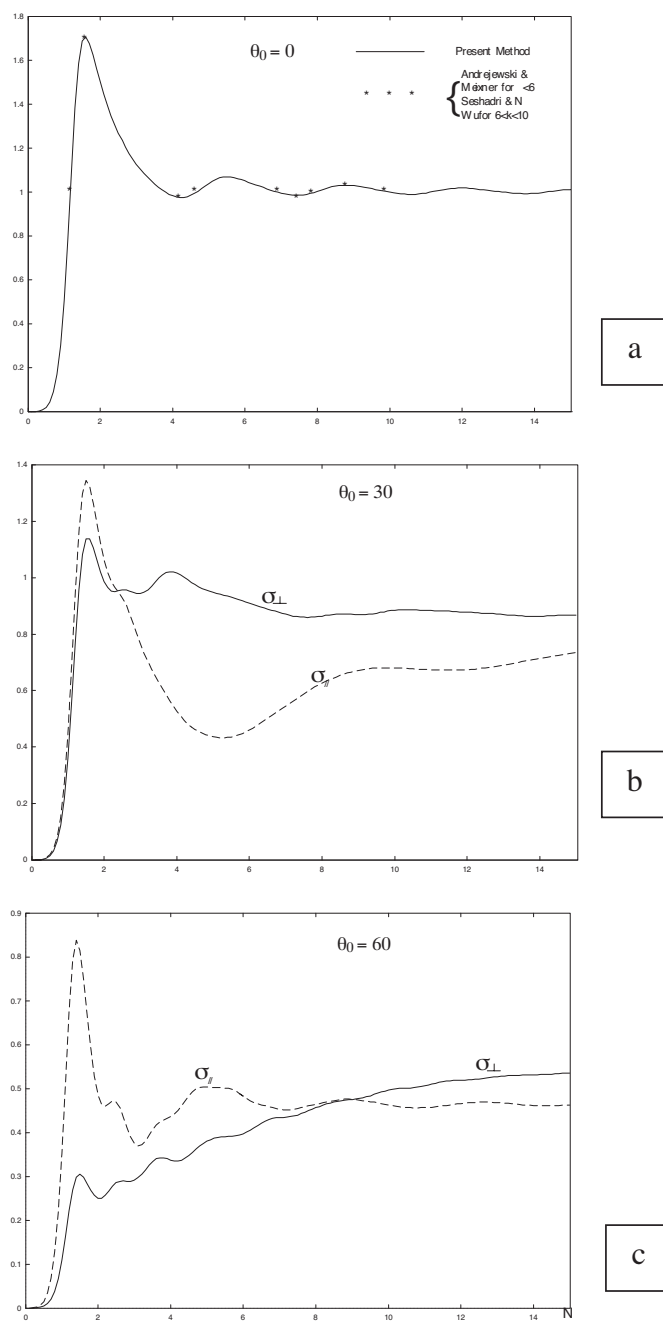 1.8
θ₀ = 0
Present Method
1.6
Andrejewski &
Meixner for <6
Seshadri & N
Wufor 6<k<10
* * *
{
1.4
1.2
1
0.8
0.6
0.4
0.2
0
0 2 4 6 8 10 12 14
a
1.4
θ₀ = 30
1.2
1
σ⊥
0.8
σ//
0.6
0.4
0.2
0
0 2 4 6 8 10 12 14
b
0.9
θ₀ = 60
0.8
0.7
0.6
σ//
σ⊥
0.5
0.4
0.3
0.2
0.1
0
0 2 4 6 8 10 12 14 N
c